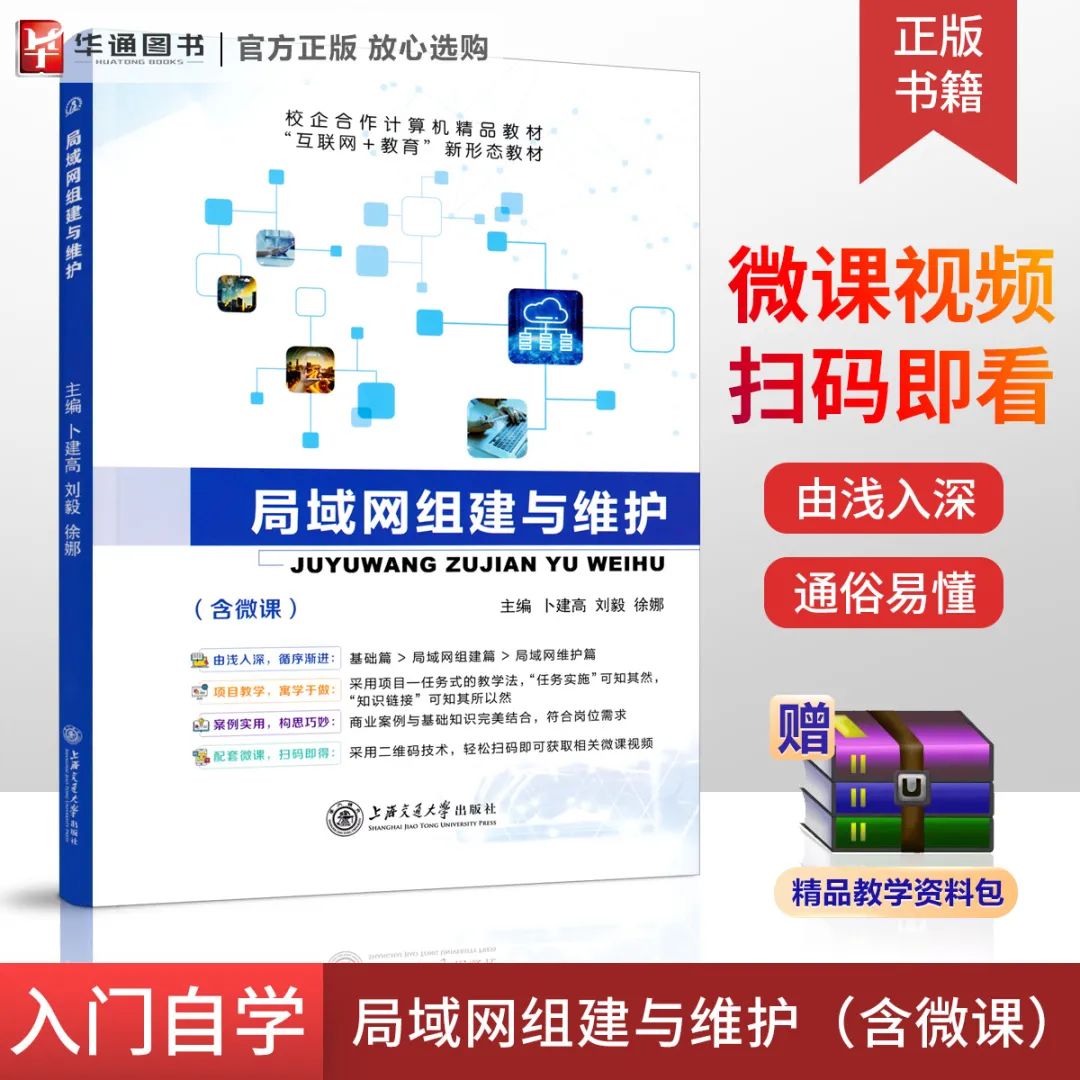 华通图书
HUATONG BOOKS
官方正版 放心选购
正版
书籍
校企合作计算机精品教材
“互联网＋教育”新形态教材
局域网组建与维护
主编 卜建高 刘毅 徐娜
上海交通大学出版社
微课视频
扫码即看
由浅入深
通俗易懂
局域网组建与维护
JUYUWANG ZUJIAN YU WEIHU
（含微课）
主编 卜建高 刘毅 徐娜
由浅入深，循序渐进：
基础篇 > 局域网组建篇 > 局域网维护篇
项目教学，寓学于做：
采用项目—任务式的教学法，“任务实施”可知其然，
“知识链接”可知其所以然
案例实用，构思巧妙：
商业案例与基础知识完美结合，符合岗位需求
配套微课，扫码即得：
采用二维码技术，轻松扫码即可获取相关微课视频
上海交通大学出版社
SHANGHAI JIAO TONG UNIVERSITY PRESS
赠
U
精品教学资料包
入门自学
局域网组建与维护（含微课）